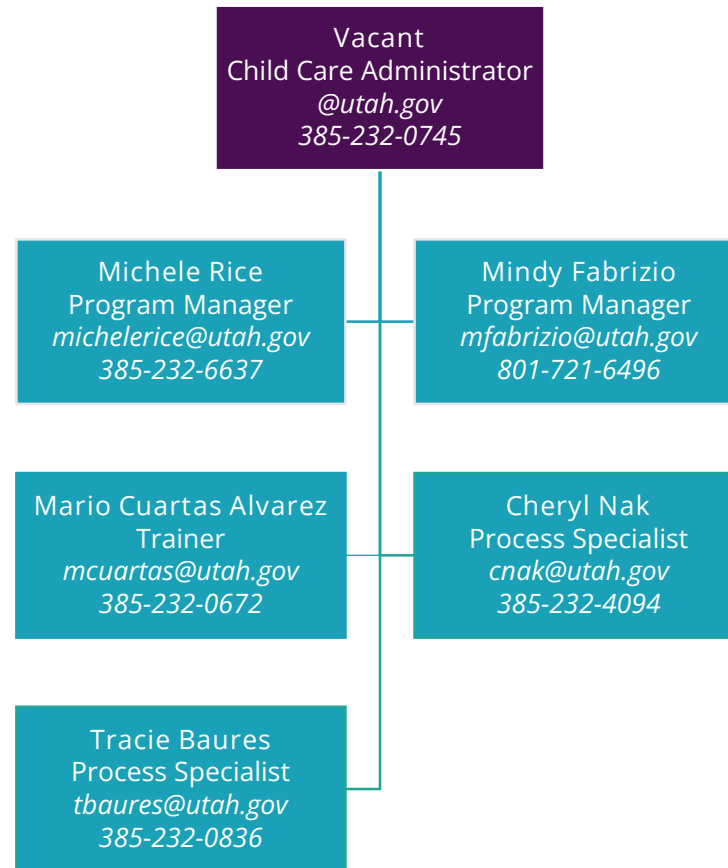 Vacant
Child Care Administrator
@utah.gov
385-232-0745
Michele Rice
Program Manager
michelerice@utah.gov
385-232-6637
Mindy Fabrizio
Program Manager
mfabrizio@utah.gov
801-721-6496
Mario Cuartas Alvarez
Trainer
mcuartas@utah.gov
385-232-0672
Cheryl Nak
Process Specialist
cnak@utah.gov
385-232-4094
Tracie Baures
Process Specialist
tbaures@utah.gov
385-232-0836